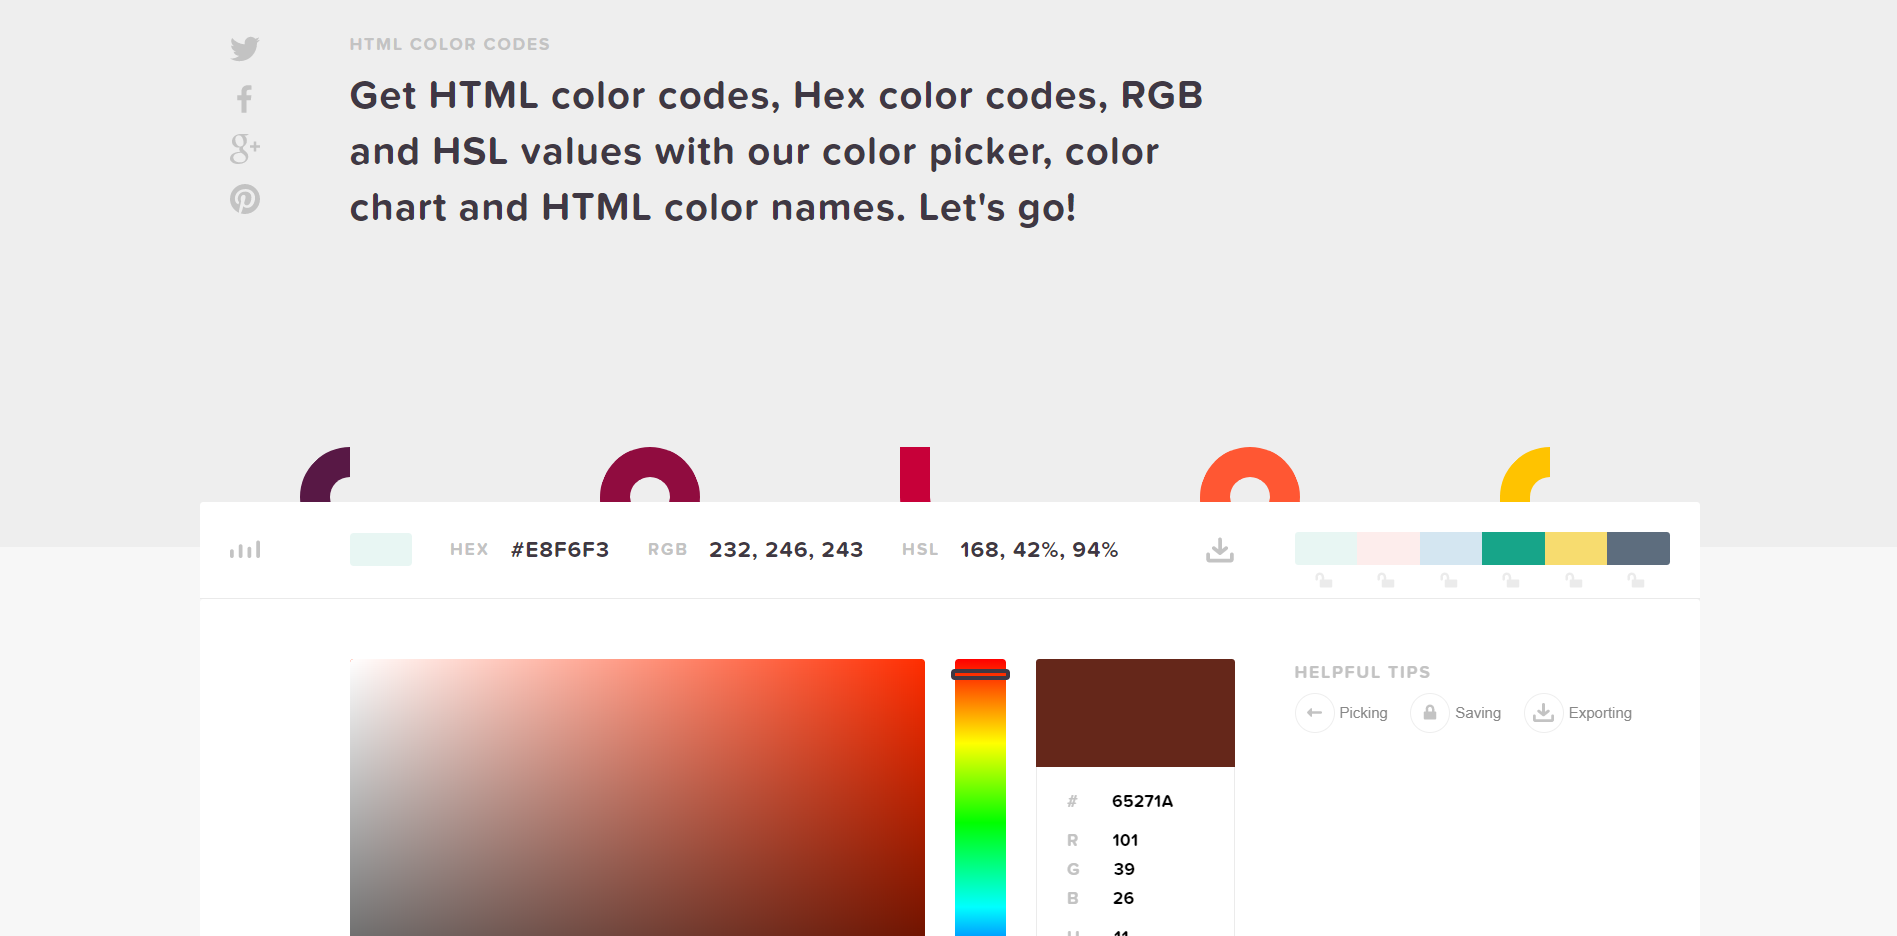 HTML COLOR CODES
Get HTML color codes, Hex color codes, RGB
and HSL values with our color picker, color
chart and HTML color names. Let's go!
HEX #E8F6F3 RGB 232, 246, 243 HSL 168, 42%, 94%
HELPFUL TIPS
Picking Saving Exporting
# 65271A
R 101
G 39
B 26